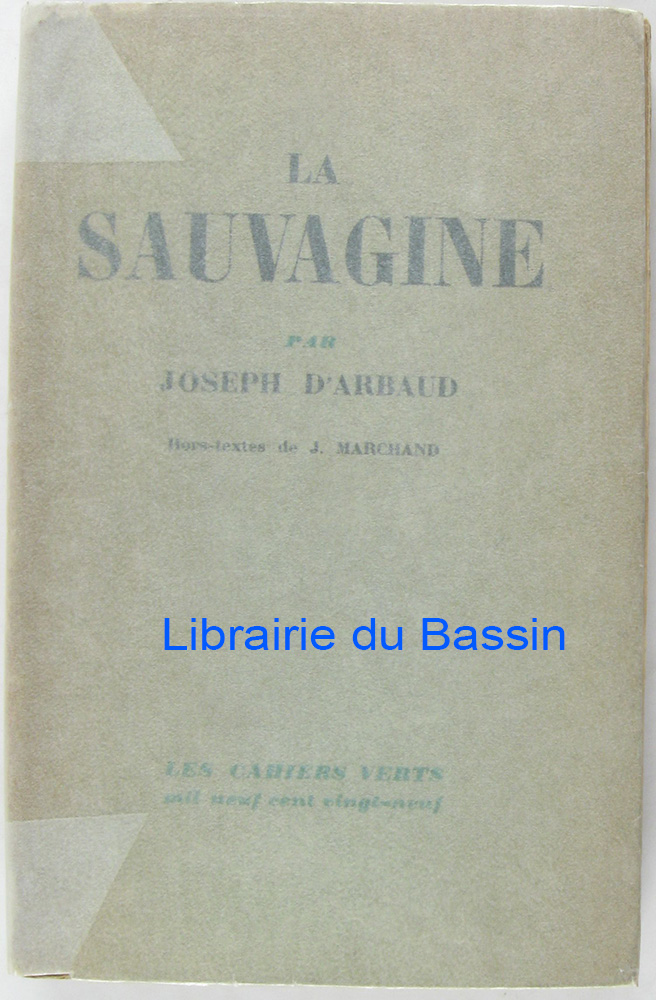 LA
SAUVAGINE
PAR
JOSEPH D'ARBAUD
Hors-textes de J. MARCHAND
Librairie du Bassin
LES CAHIERS VERTS
mil neuf cent vingt-neuf